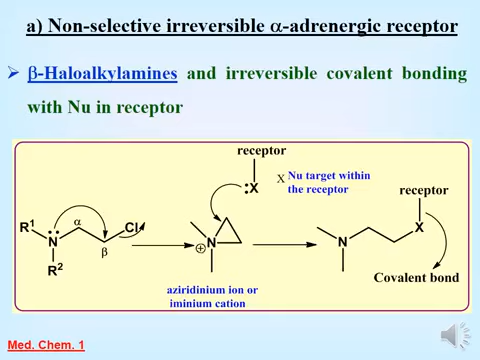 a) Non-selective irreversible α-adrenergic receptor
β-Haloalkylamines and irreversible covalent bonding
with Nu in receptor
receptor
:X
X Nu target within
the receptor
receptor
R¹
α
Cl
N
β
R²
N
⊕
N
X
aziridinium ion or
iminium cation
Covalent bond
Med. Chem. 1